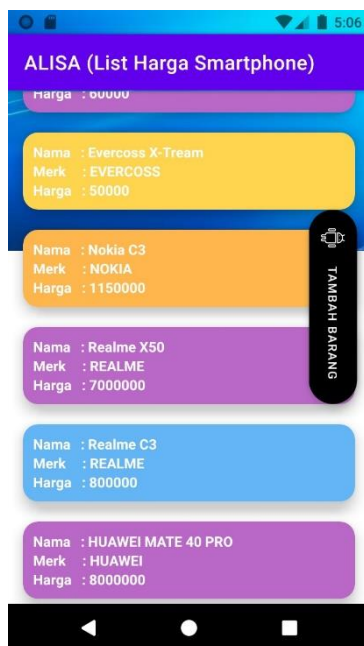 5:06
ALISA (List Harga Smartphone)
Harga : 60000
Nama : Evercoss X-Tream
Merk : EVERCOSS
Harga : 50000
Nama : Nokia C3
Merk : NOKIA
Harga : 1150000
TAMBAH BARANG
Nama : Realme X50
Merk : REALME
Harga : 7000000
Nama : Realme C3
Merk : REALME
Harga : 800000
Nama : HUAWEI MATE 40 PRO
Merk : HUAWEI
Harga : 8000000